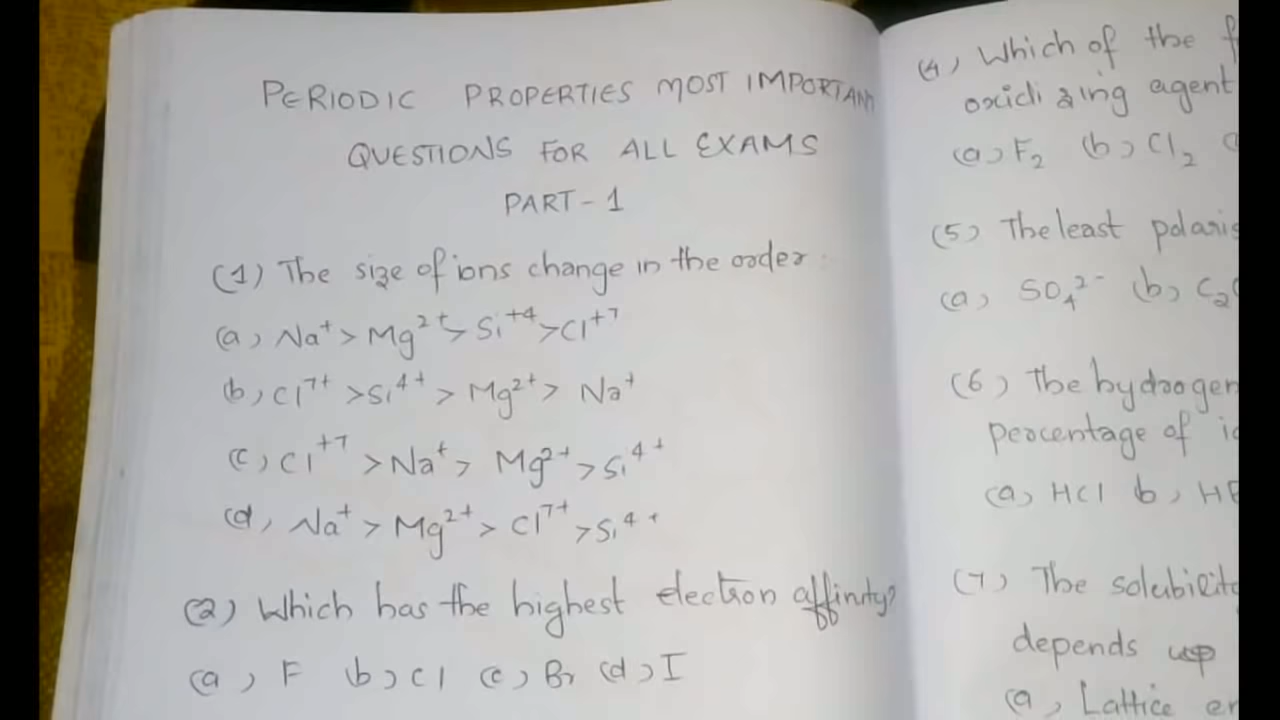 PERIODIC PROPERTIES MOST IMPORTANT
QUESTIONS FOR ALL EXAMS
PART - 1
(1) The size of ions change in the order :
(a) Na⁺ > Mg²⁺ > Si⁺⁴ > Cl⁺⁷
(b) Cl⁷⁺ > Si⁴⁺ > Mg²⁺ > Na⁺
(c) Cl⁺⁷ > Na⁺ > Mg²⁺ > Si⁴⁺
(d) Na⁺ > Mg²⁺ > Cl⁷⁺ > Si⁴⁺
(2) Which has the highest electron affinity?
(a) F (b) Cl (c) Br (d) I
(4) Which of the
oxidizing agent
(a) F₂ (b) Cl₂
(5) The least
(a) SO₄²⁻ (b)
(6) The hydrogen
percentage of
(a) HCl b)
(7) The
depends
(a) Lattice